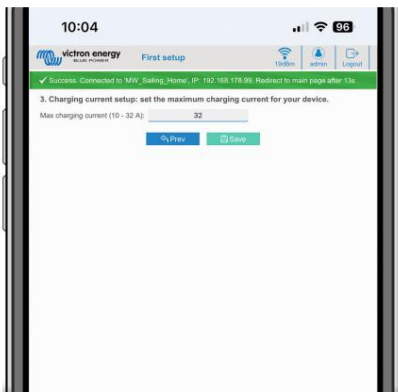 10:04
96
victron energy
BLUE POWER
First setup
19dBm
admin
Logout
Success. Connected to 'MW_Sailing_Home', IP: 192.168.178.98. Redirect to main page after 13s.
3. Charging current setup: set the maximum charging current for your device.
Max charging current (10 - 32 A):
32
Prev
Save